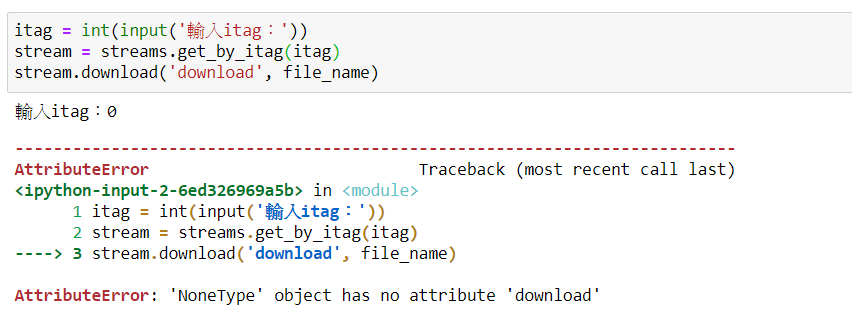 itag = int(input('輸入itag：'))
stream = streams.get_by_itag(itag)
stream.download('download', file_name)
輸入itag：0
---------------------------------------------------------------------------
AttributeError                            Traceback (most recent call last)
<ipython-input-2-6ed326969a5b> in <module>
      1 itag = int(input('輸入itag：'))
      2 stream = streams.get_by_itag(itag)
----> 3 stream.download('download', file_name)
AttributeError: 'NoneType' object has no attribute 'download'